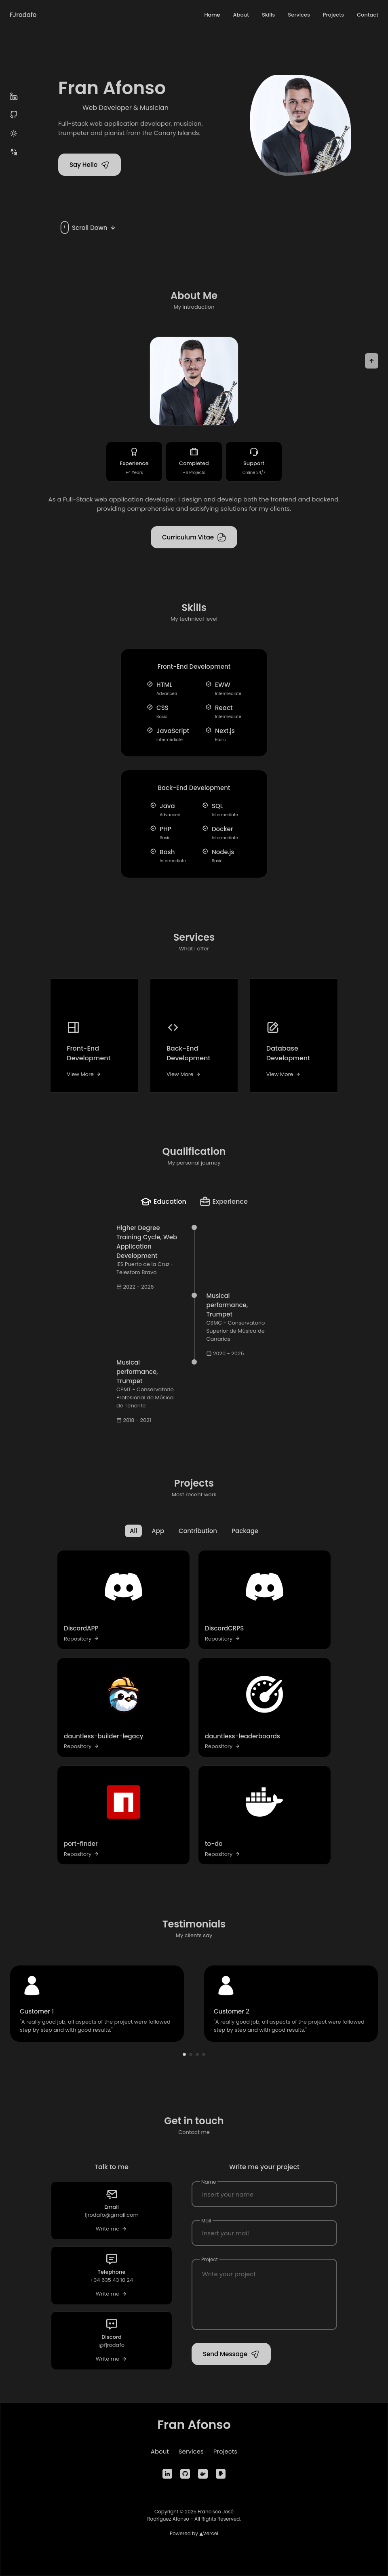 FJrodafo
Home About Skills Services Projects Contact
Fran Afonso
Web Developer & Musician
Full-Stack web application developer, musician,
trumpeter and pianist from the Canary Islands.
Say Hello
Scroll Down
About Me
My introduction
Experience
+4 Years
Completed
+6 Projects
Support
Online 24/7
As a Full-Stack web application developer, I design and develop both the frontend and backend,
providing comprehensive and satisfying solutions for my clients.
Curriculum Vitae
Skills
My technical level
Front-End Development
HTML
Advanced
EWW
Intermediate
CSS
Basic
React
Intermediate
JavaScript
Intermediate
Next.js
Basic
Back-End Development
Java
Advanced
SQL
Intermediate
PHP
Basic
Docker
Intermediate
Bash
Intermediate
Node.js
Basic
Services
What I offer
Front-End
Development
View More
Back-End
Development
View More
Database
Development
View More
Qualification
My personal journey
Education
Experience
Higher Degree
Training Cycle, Web
Application
Development
IES Puerto de la Cruz -
Telesforo Bravo
2022 - 2026
Musical
performance,
Trumpet
CSMC - Conservatorio
Superior de Música de
Canarias
2020 - 2025
Musical
performance,
Trumpet
CPMT - Conservatorio
Profesional de Música
de Tenerife
2018 - 2021
Projects
Most recent work
All App Contribution Package
DiscordAPP
Repository
DiscordCRPS
Repository
dauntless-builder-legacy
Repository
dauntless-leaderboards
Repository
port-finder
Repository
to-do
Repository
Testimonials
My clients say
Customer 1
"A really good job, all aspects of the project were followed
step by step and with good results."
Customer 2
"A really good job, all aspects of the project were followed
step by step and with good results."
Get in touch
Contact me
Talk to me
Email
fjrodafo@gmail.com
Write me
Telephone
+34 635 43 10 24
Write me
Discord
@fjrodafo
Write me
Write me your project
Name
Insert your name
Mail
Insert your mail
Project
Write your project
Send Message
Fran Afonso
About Services Projects
Copyright © 2025 Francisco José
Rodríguez Afonso - All Rights Reserved.
Powered by ▲Vercel